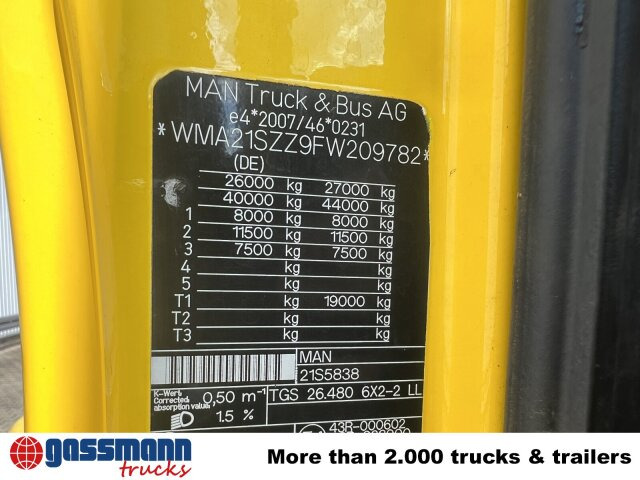 MAN Truck & Bus AG
e4*2007/46*0231
*WMA21SZZ9FW209782*
(DE)
26000 kg 27000 kg
40000 kg 44000 kg
1 8000 kg 8000 kg
2 11500 kg 11500 kg
3 7500 kg 7500 kg
4 kg kg
5 kg kg
T1 kg 19000 kg
T2 kg kg
T3 kg kg
MAN
21S5838
K-Wert
Corrected absorption value 0,50 m-1
TGS 26.480 6X2-2 LL
1.5 %
43R-000602
gassmann trucks
More than 2.000 trucks & trailers